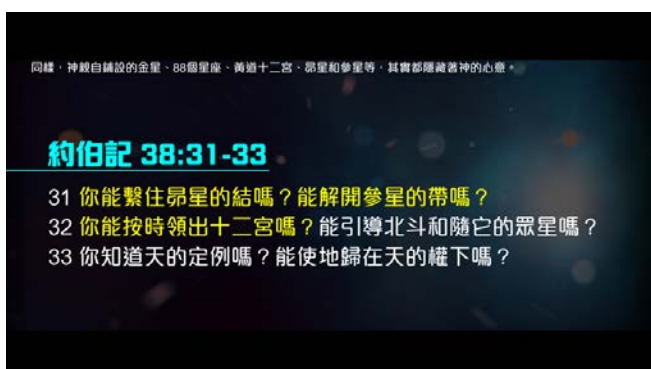 同樣，神親自鋪設的金星、88個星座、黃道十二宮、昴星和參星等，其實都隱藏著神的心意。
約伯記 38:31-33
31 你能繫住昴星的結嗎？能解開參星的帶嗎？
32 你能按時領出十二宮嗎？能引導北斗和隨它的眾星嗎？
33 你知道天的定例嗎？能使地歸在天的權下嗎？